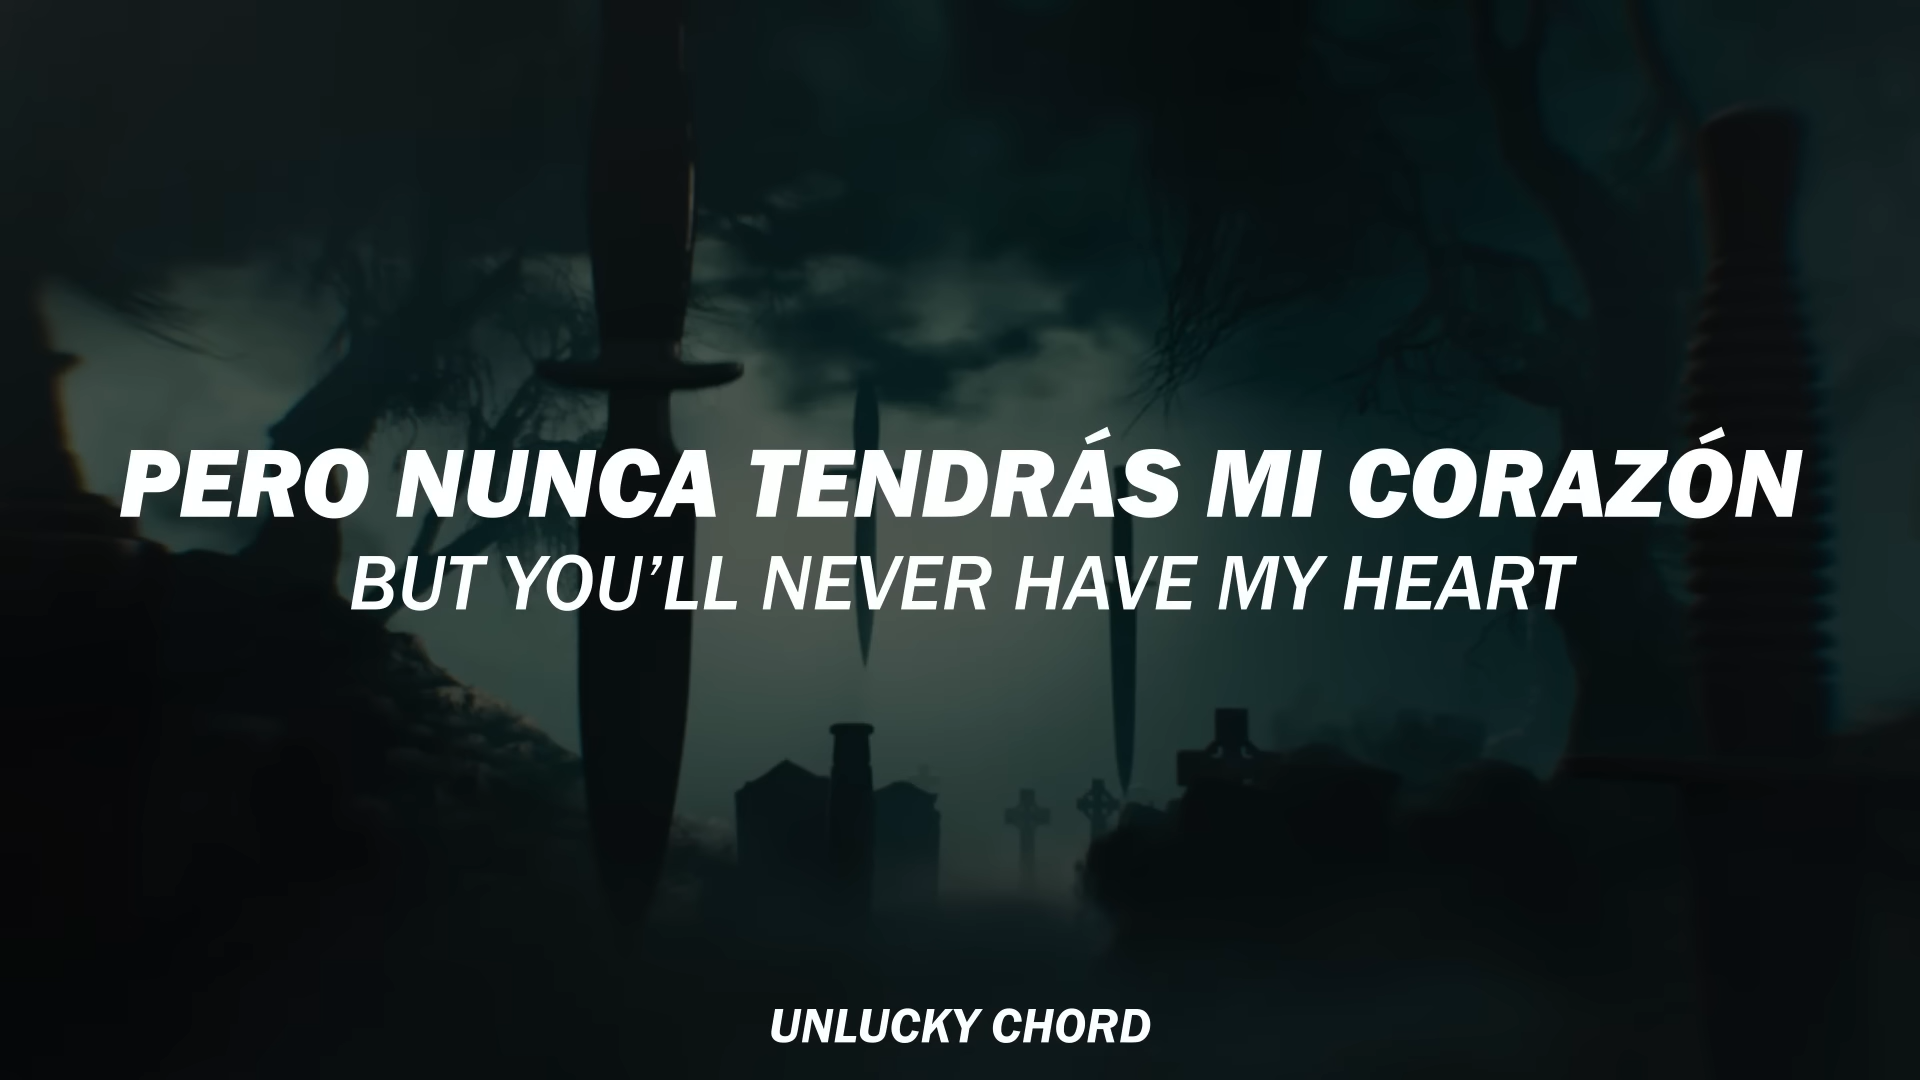 PERO NUNCA TENDRÁS MI CORAZÓN
BUT YOU’LL NEVER HAVE MY HEART
UNLUCKY CHORD